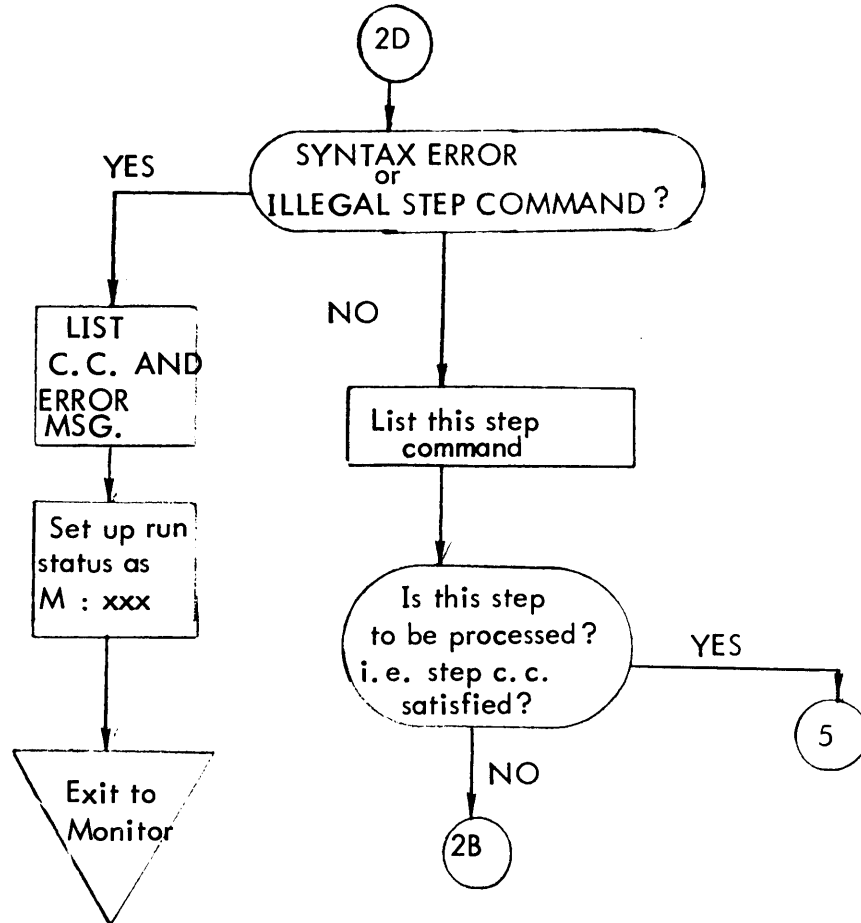 2D
SYNTAX ERROR
or
ILLEGAL STEP COMMAND?
YES
NO
LIST
C.C. AND
ERROR
MSG.
List this step
command
Set up run
status as
M : xxx
Is this step
to be processed?
i.e. step c.c.
satisfied?
YES
5
NO
Exit to
Monitor
2B